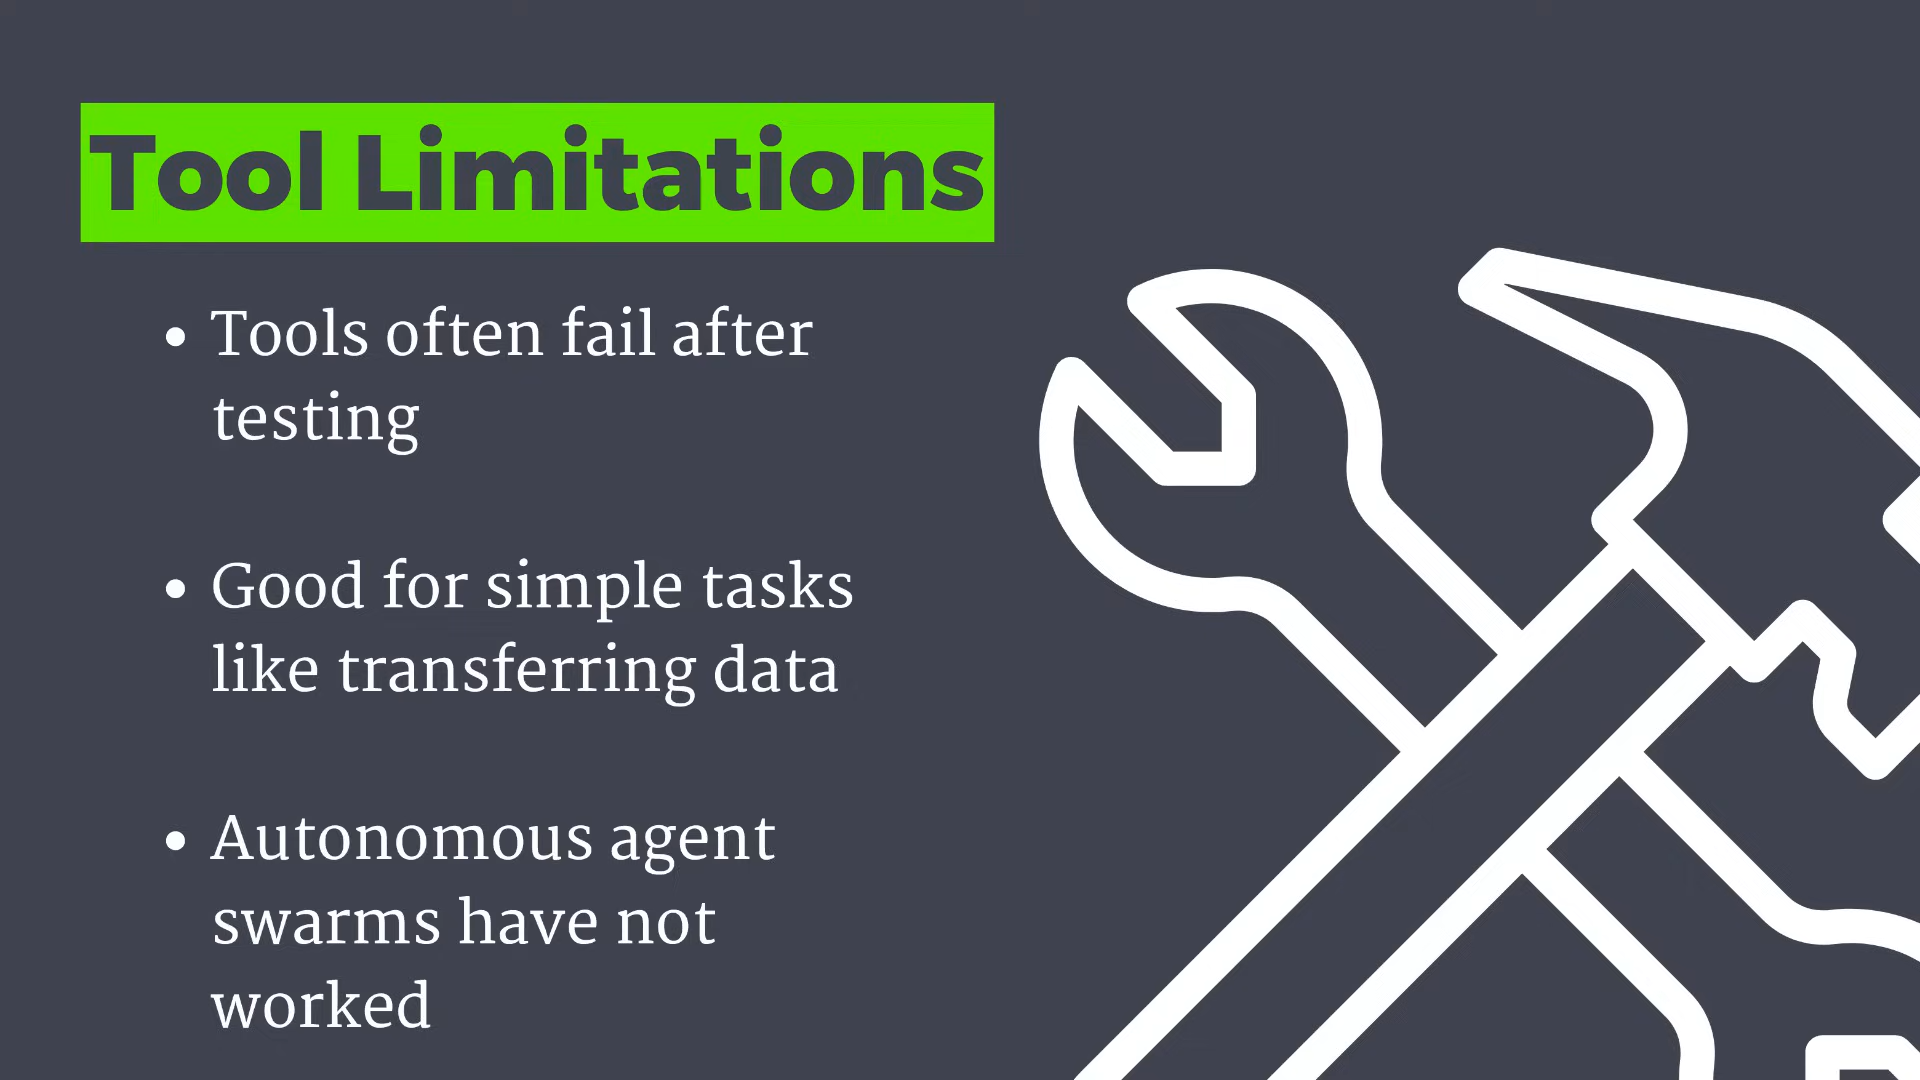 Tool Limitations
• Tools often fail after
testing
• Good for simple tasks
like transferring data
• Autonomous agent
swarms have not
worked